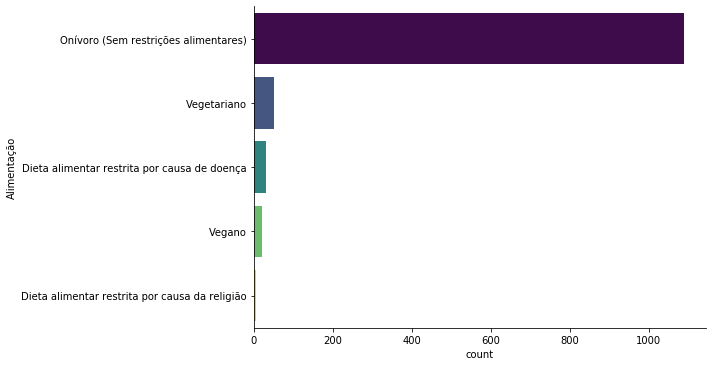 Onívoro (Sem restrições alimentares)
Vegetariano
Dieta alimentar restrita por causa de doença
Vegano
Dieta alimentar restrita por causa da religião
Alimentação
0 200 400 600 800 1000
count